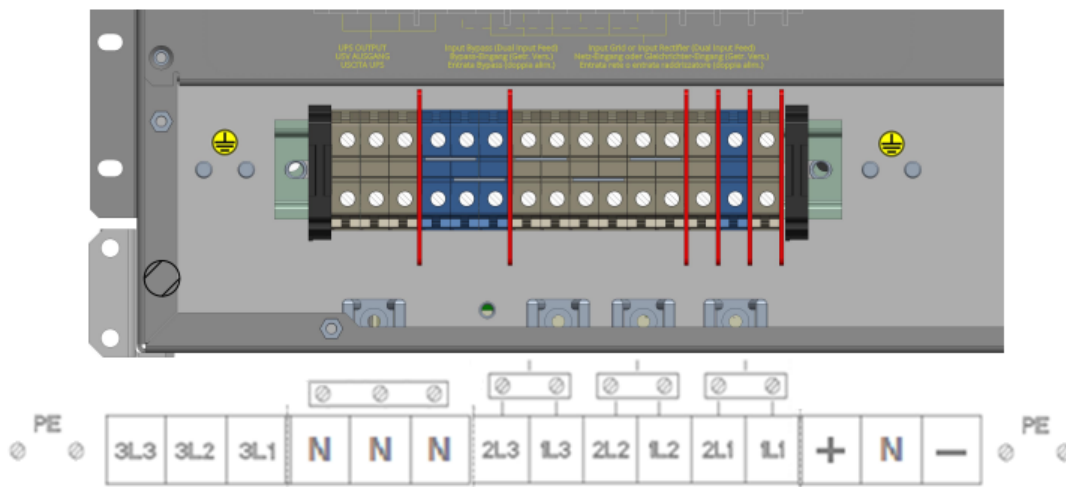 UPS OUTPUT
USV AUSGANG
USCITA UPS
Input Bypass (Dual Input Feed)
Bypass-Eingang (Getr. Vers.)
Entrata Bypass (doppia alim.)
Input Grid or Input Rectifier (Dual Input Feed)
Netz-Eingang oder Gleichrichter-Eingang (Getr. Vers.)
Entrata rete o entrata raddrizzatore (doppia alim.)
PE 3L3 3L2 3L1 N N N 2L3 1L3 2L2 1L2 2L1 1L1 + N − PE